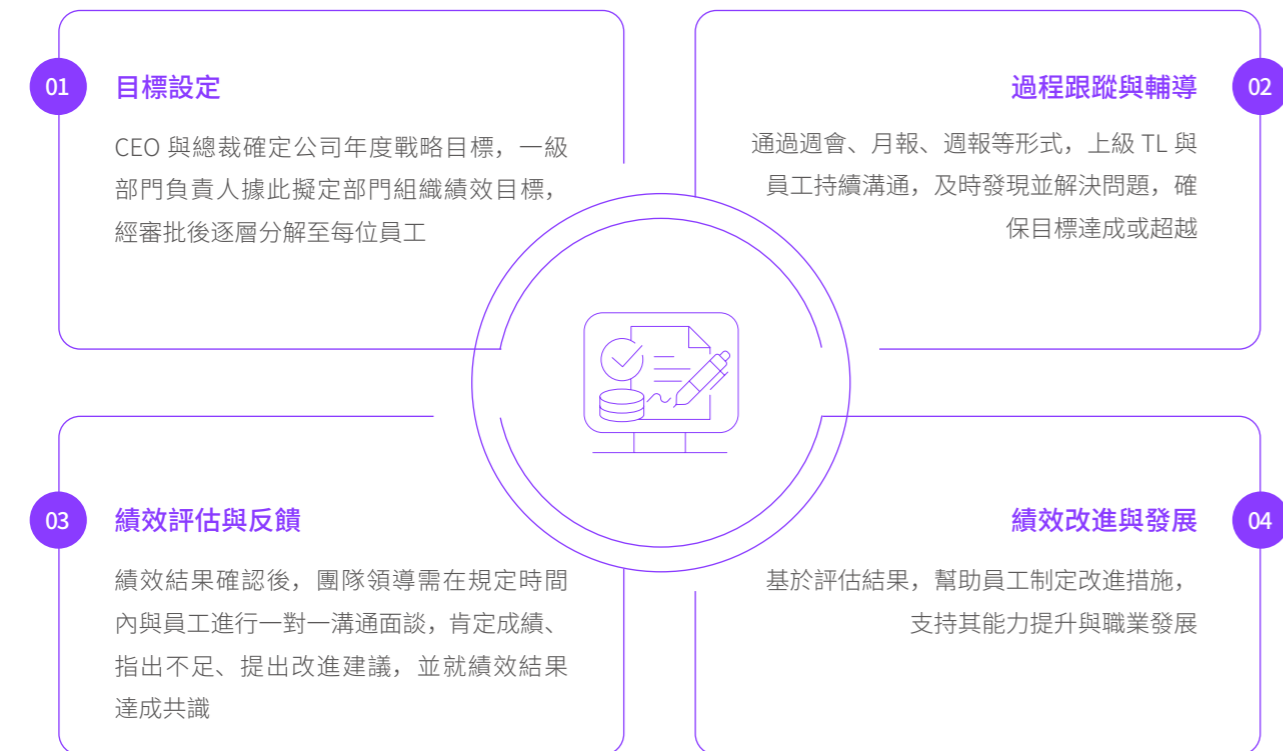 01
目標設定
CEO 與總裁確定公司年度戰略目標，一級
部門負責人據此擬定部門組織績效目標，
經審批後逐層分解至每位員工
02
過程跟蹤與輔導
通過週會、月報、週報等形式，上級 TL 與
員工持續溝通，及時發現並解決問題，確
保目標達成或超越
03
績效評估與反饋
績效結果確認後，團隊領導需在規定時間
內與員工進行一對一溝通面談，肯定成績、
指出不足、提出改進建議，並就績效結果
達成共識
04
績效改進與發展
基於評估結果，幫助員工制定改進措施，
支持其能力提升與職業發展